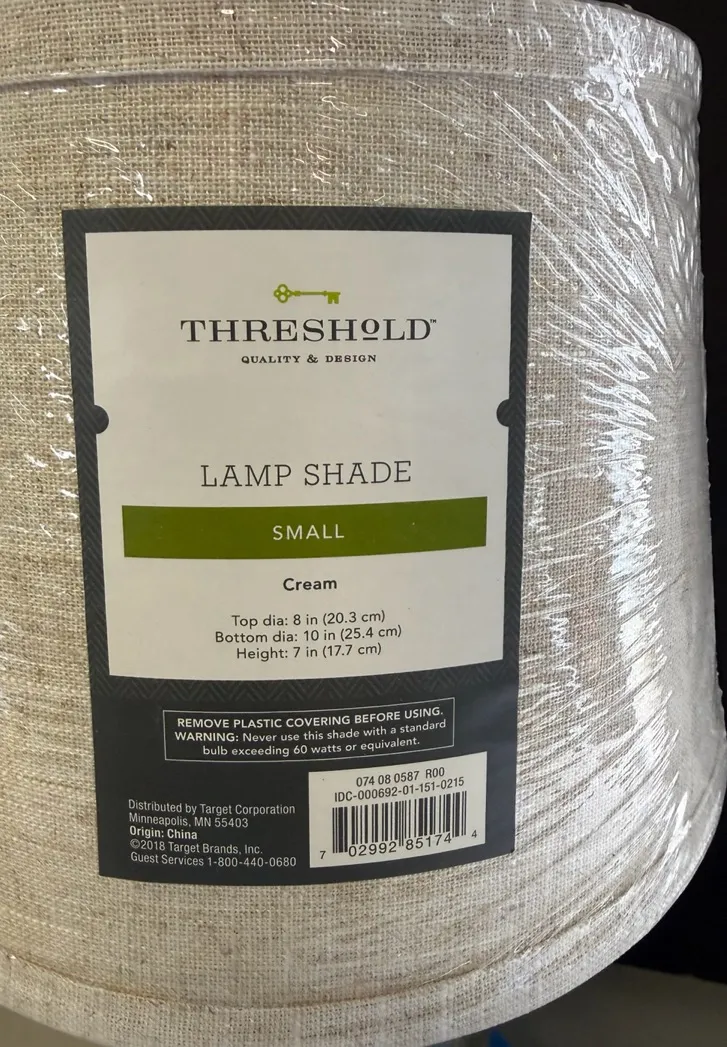 THRESHOLD™
QUALITY & DESIGN
LAMP SHADE
SMALL
Cream
Top dia: 8 in (20.3 cm)
Bottom dia: 10 in (25.4 cm)
Height: 7 in (17.7 cm)
REMOVE PLASTIC COVERING BEFORE USING.
WARNING: Never use this shade with a standard
bulb exceeding 60 watts or equivalent.
Distributed by Target Corporation
Minneapolis, MN 55403
Origin: China
©2018 Target Brands, Inc.
Guest Services 1-800-440-0680
074 08 0587 R00
IDC-000692-01-151-0215
7 02992 85174 4